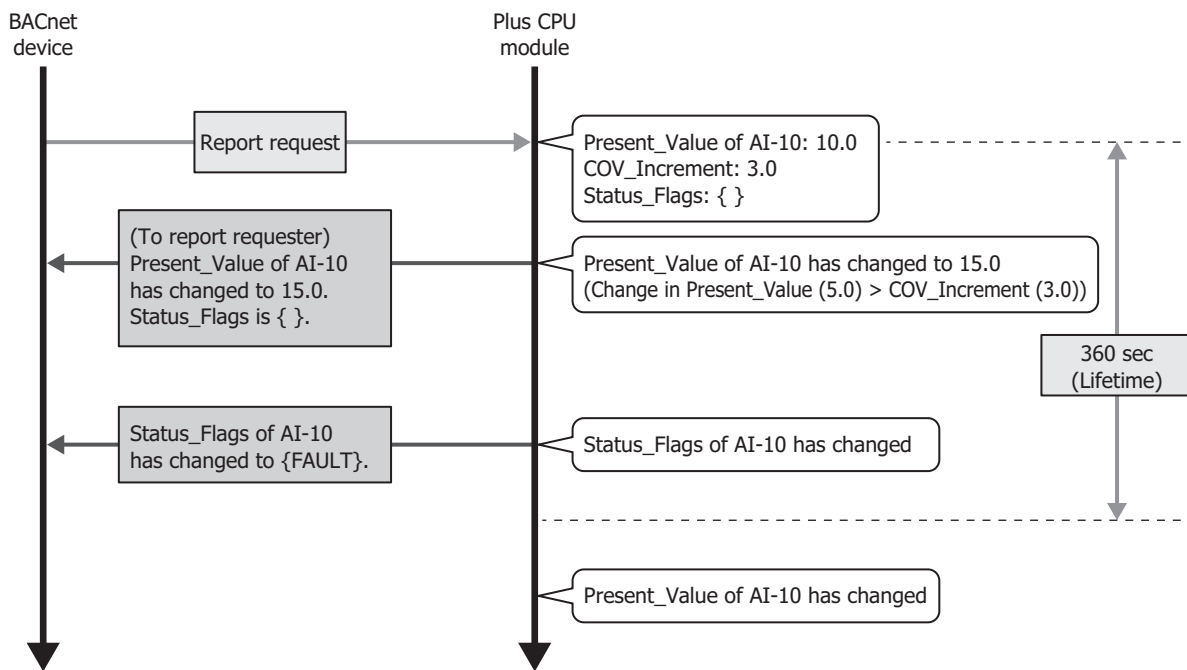 BACnet
device
Plus CPU
module
Report request
Present_Value of AI-10: 10.0
COV_Increment: 3.0
Status_Flags: { }
(To report requester)
Present_Value of AI-10
has changed to 15.0.
Status_Flags is { }.
Present_Value of AI-10 has changed to 15.0
(Change in Present_Value (5.0) > COV_Increment (3.0))
360 sec
(Lifetime)
Status_Flags of AI-10
has changed to {FAULT}.
Status_Flags of AI-10 has changed
Present_Value of AI-10 has changed